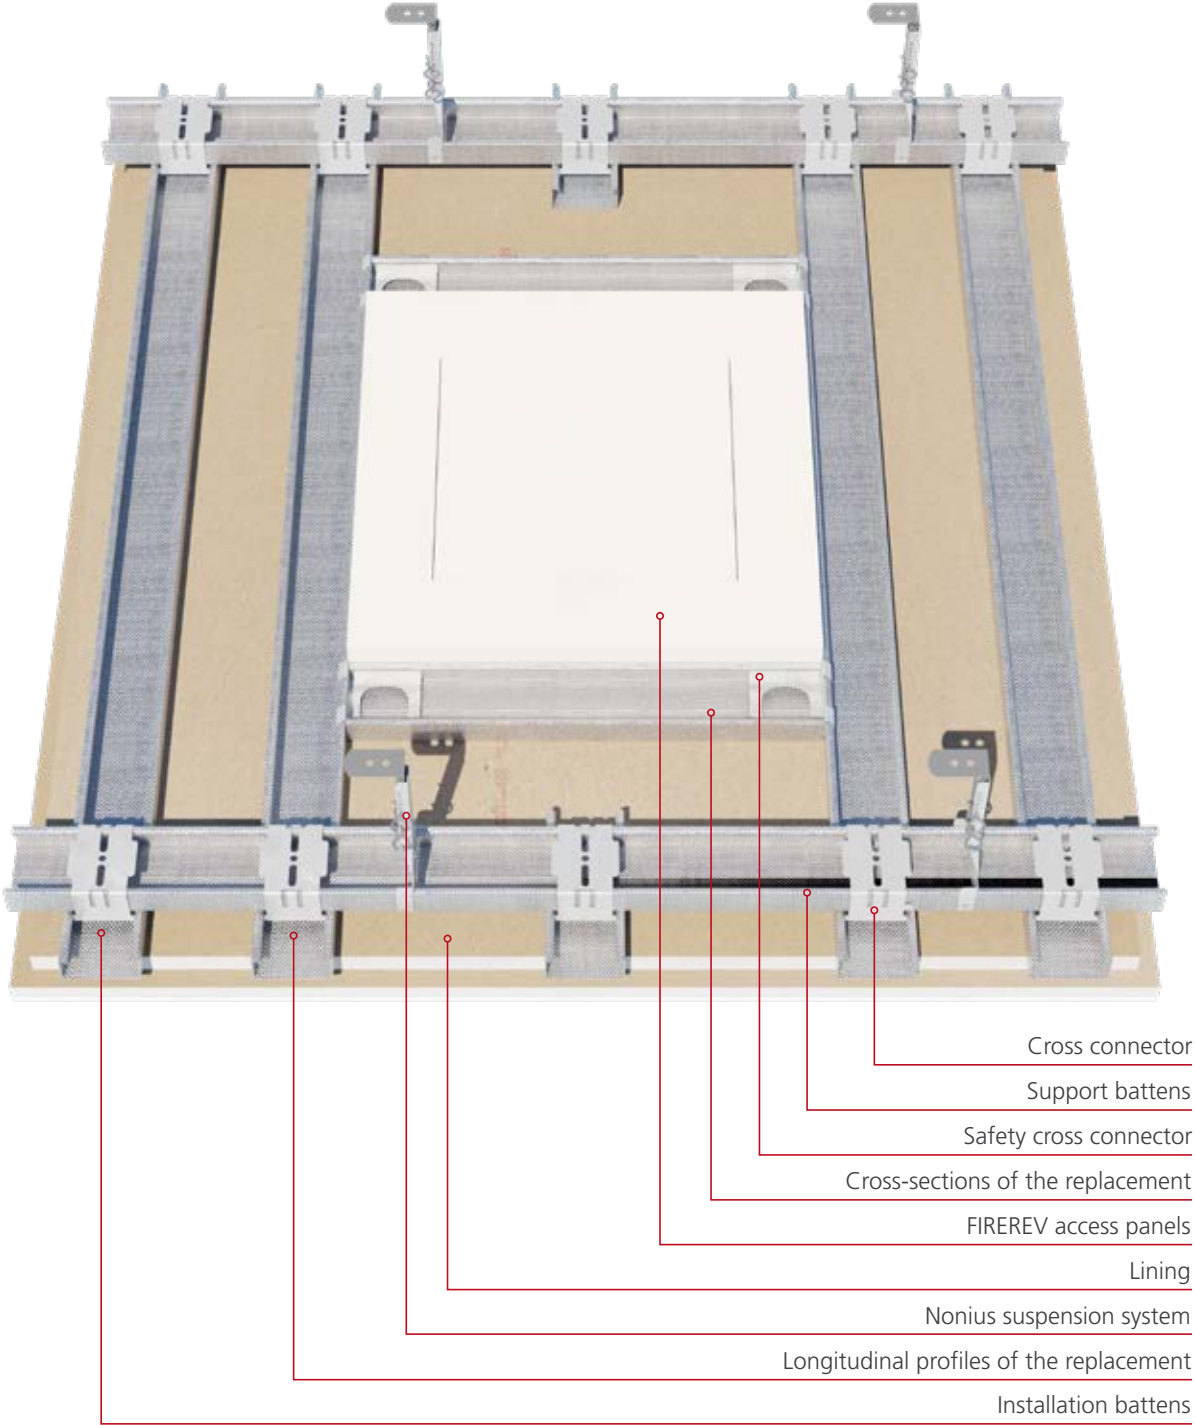 Cross connector
Support battens
Safety cross connector
Cross-sections of the replacement
FIREREV access panels
Lining
Nonius suspension system
Longitudinal profiles of the replacement
Installation battens